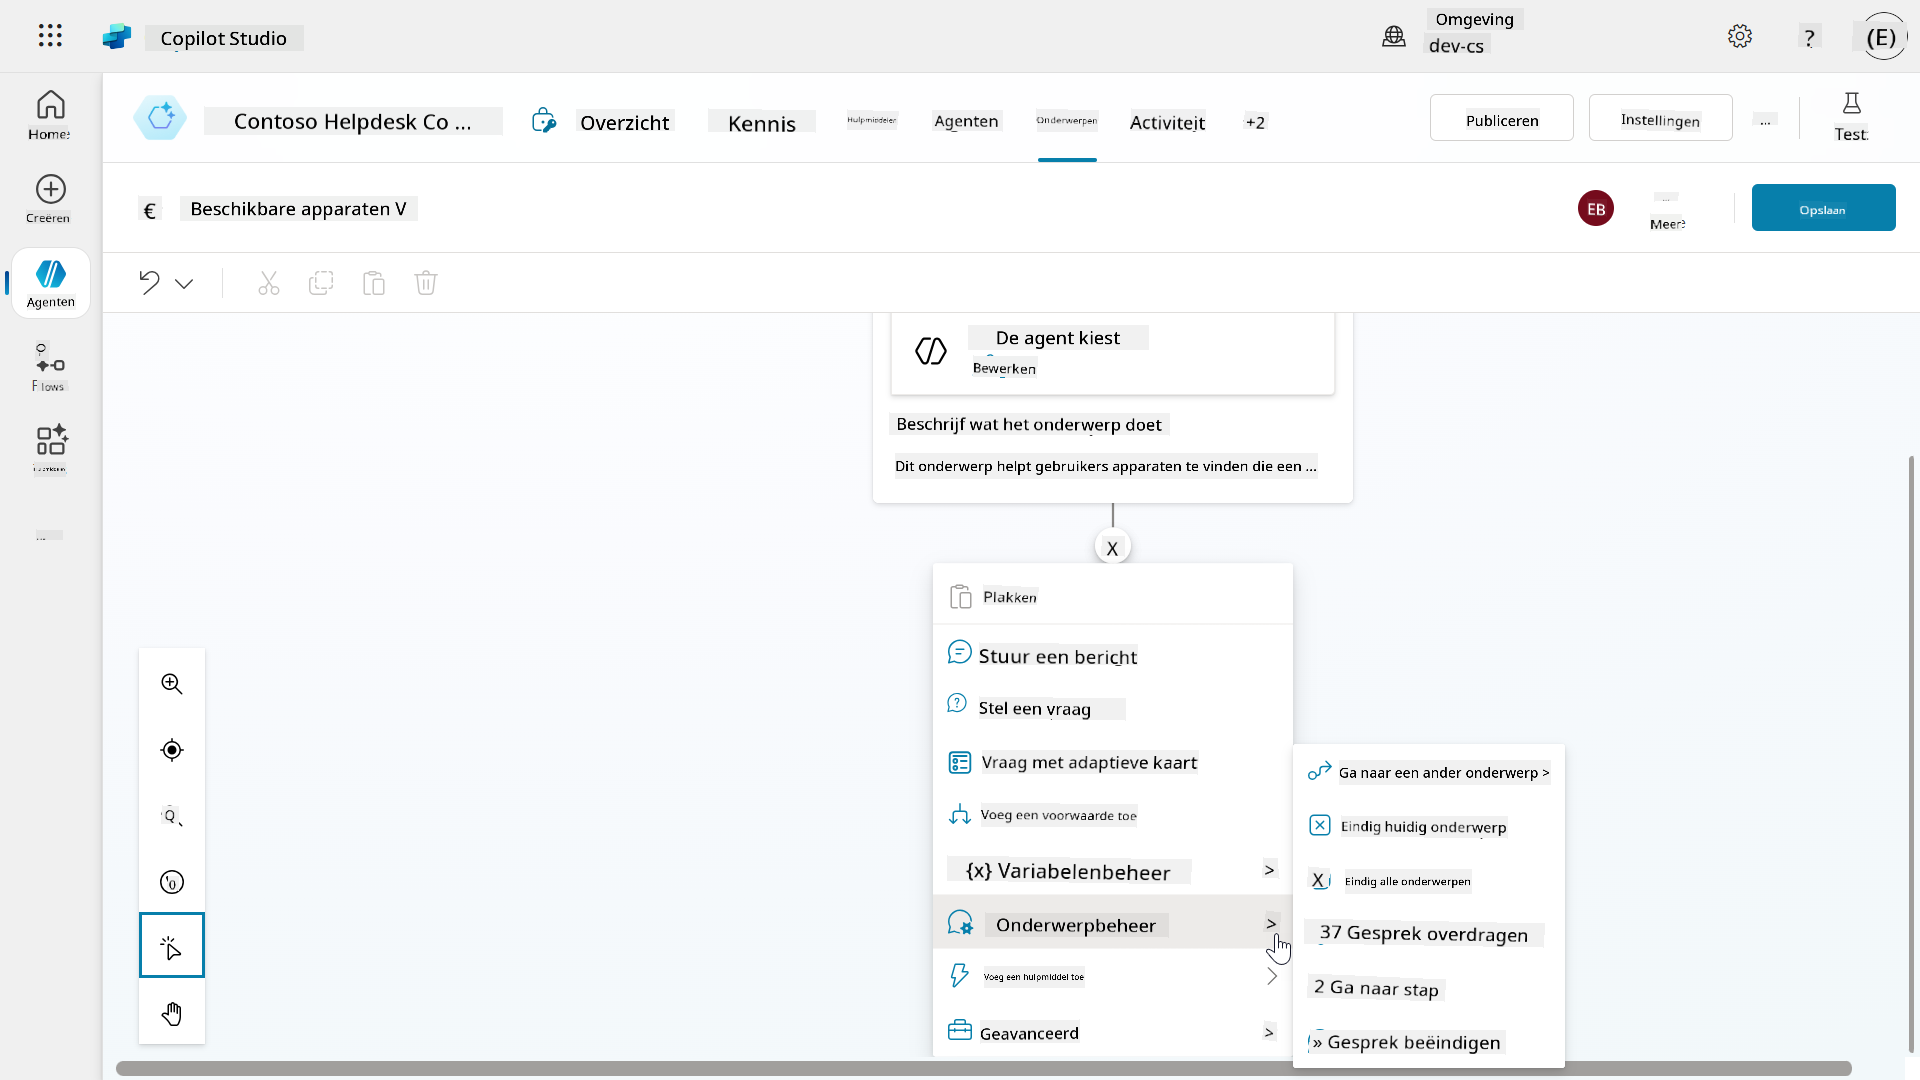 Copilot Studio
Omgeving
dev-cs
?
(E)
Home
Creëren
Agenten
Flows
Contoso Helpdesk Co ...
Overzicht
Kennis
Hulpmiddelen
Agenten
Onderwerpen
Activiteit
+2
Publiceren
Instellingen
...
Test
€
Beschikbare apparaten V
EB
...
Meer
Opslaan
De agent kiest
Bewerken
Beschrijf wat het onderwerp doet
Dit onderwerp helpt gebruikers apparaten te vinden die een ...
X
Plakken
Stuur een bericht
Stel een vraag
Vraag met adaptieve kaart
Voeg een voorwaarde toe
{x} Variabelenbeheer >
Onderwerpbeheer >
Voeg een hulpmiddel toe
Geavanceerd >
Ga naar een ander onderwerp >
Eindig huidig onderwerp
X Eindig alle onderwerpen
37 Gesprek overdragen
2 Ga naar stap
» Gesprek beëindigen